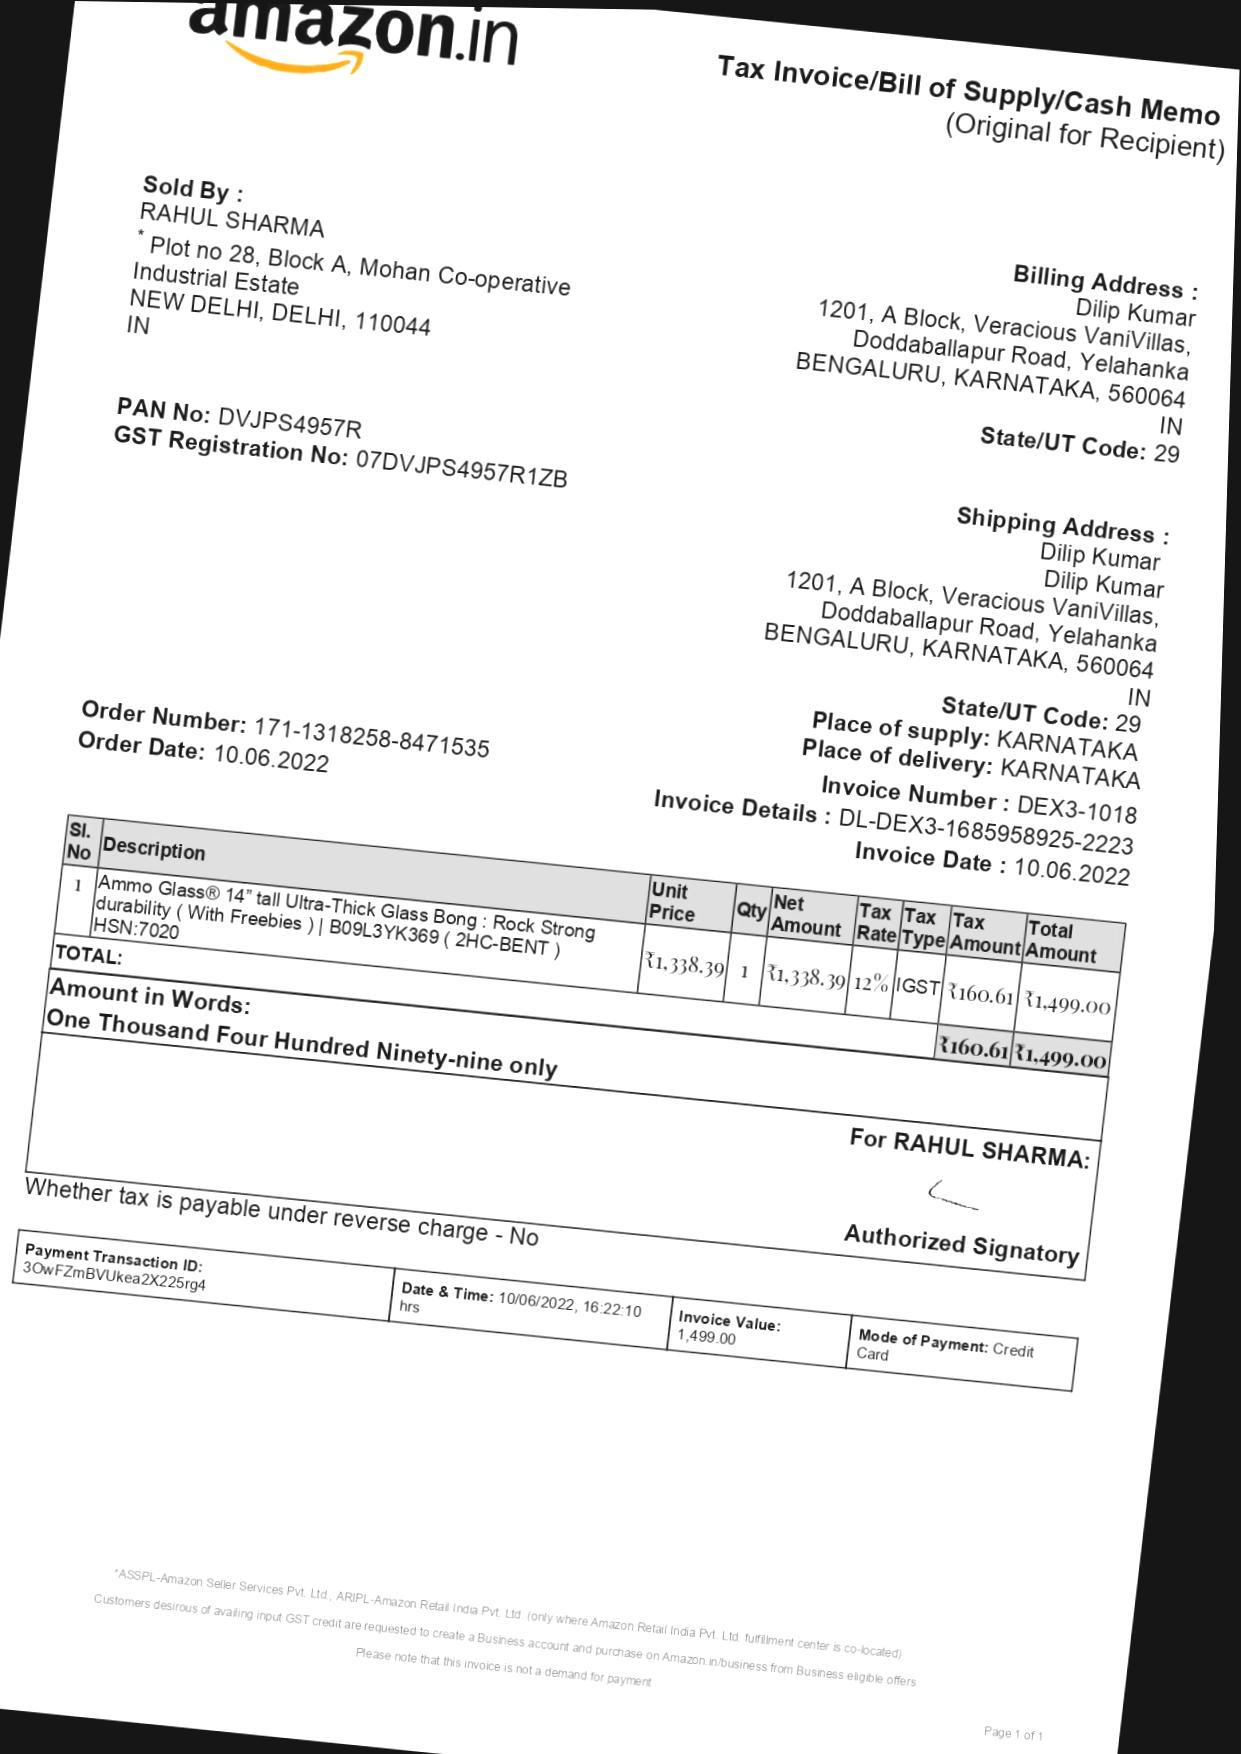 amazon.in
Tax Invoice/Bill of Supply/Cash Memo
(Original for Recipient)
Sold By :
RAHUL SHARMA
* Plot no 28, Block A, Mohan Co-operative
Industrial Estate
NEW DELHI, DELHI, 110044
IN
PAN No: DVJPS4957R
GST Registration No: 07DVJPS4957R1ZB
Billing Address :
Dilip Kumar
1201, A Block, Veracious VaniVillas,
Doddaballapur Road, Yelahanka
BENGALURU, KARNATAKA, 560064
IN
State/UT Code: 29
Shipping Address :
Dilip Kumar
Dilip Kumar
1201, A Block, Veracious VaniVillas,
Doddaballapur Road, Yelahanka
BENGALURU, KARNATAKA, 560064
IN
State/UT Code: 29
Place of supply: KARNATAKA
Place of delivery: KARNATAKA
Order Number: 171-1318258-8471535
Order Date: 10.06.2022
Invoice Number : DEX3-1018
Invoice Details : DL-DEX3-1685958925-2223
Invoice Date : 10.06.2022
Sl. No Description Unit Price Qty Net Amount Tax Rate Tax Type Tax Amount Total Amount
1 Ammo Glass® 14” tall Ultra-Thick Glass Bong : Rock Strong
durability ( With Freebies ) | B09L3YK369 ( 2HC-BENT )
HSN:7020
₹1,338.39 1 ₹1,338.39 12% IGST ₹160.61 ₹1,499.00
TOTAL: ₹160.61 ₹1,499.00
Amount in Words:
One Thousand Four Hundred Ninety-nine only
For RAHUL SHARMA:
Authorized Signatory
Whether tax is payable under reverse charge - No
Payment Transaction ID:
3OwFZmBVUkea2X225rg4
Date & Time: 10/06/2022, 16:22:10
hrs
Invoice Value:
1,499.00
Mode of Payment: Credit
Card
*ASSPL-Amazon Seller Services Pvt. Ltd., ARIPL-Amazon Retail India Pvt. Ltd. (only where Amazon Retail India Pvt. Ltd. fulfillment center is co-located)
Customers desirous of availing input GST credit are requested to create a Business account and purchase on Amazon.in/business from Business eligible offers
Please note that this invoice is not a demand for payment
Page 1 of 1